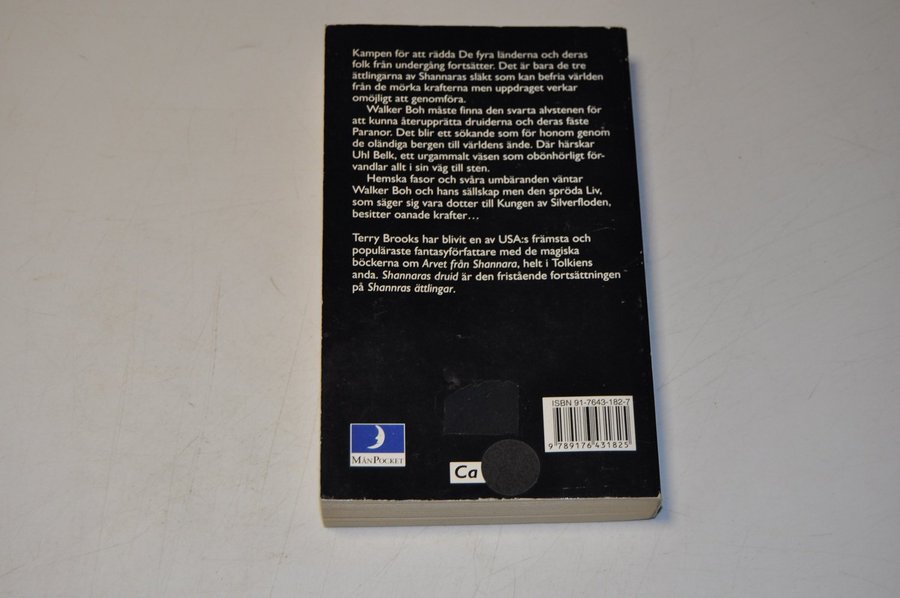 Kampen för att rädda De fyra länderna och deras
folk från undergång fortsätter. Det är bara de tre
ättlingarna av Shannaras släkt som kan befria världen
från de mörka krafterna men uppdraget verkar
omöjligt att genomföra.
Walker Boh måste finna den svarta alvstenen för
att kunna återupprätta druiderna och deras fäste
Paranor. Det blir ett sökande som för honom genom
de oländiga bergen till världens ände. Där härskar
Uhl Belk, ett urgammalt väsen som obönhörligt för-
vandlar allt i sin väg till sten.
Hemska fasor och svåra umbäranden väntar
Walker Boh och hans sällskap men den spröda Liv,
som säger sig vara dotter till Kungen av Silverfloden,
besitter oanade krafter...
Terry Brooks har blivit en av USA:s främsta och
populäraste fantasyförfattare med de magiska
böckerna om Arvet från Shannara, helt i Tolkiens
anda. Shannaras druid är den fristående fortsättningen
på Shannras ättlingar.
ISBN 91-7643-182-7
9 789176 431825
MÅNPOCKET
Ca